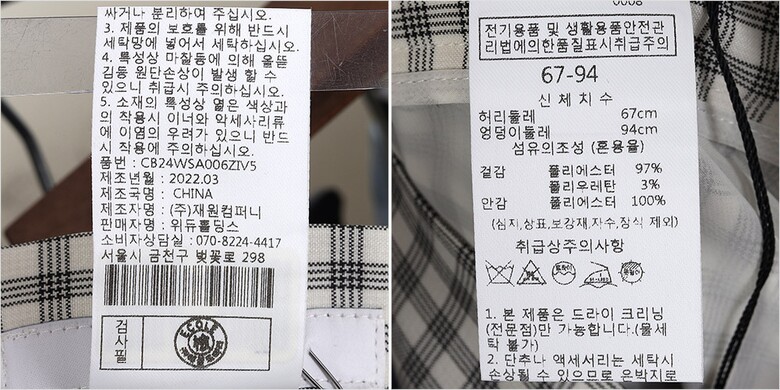 싸거나 분리하여 주십시오.
3. 제품의 보호를 위해 반드시
세탁망에 넣어서 세탁하십시오.
4. 특성상 마찰등에 의해 올뜯
김등 원단손상이 발생 할 수
있으니 취급시 주의하십시오.
5. 소재의 특성상 옅은 색상과
의 착용시 이너와 악세사리류
에 이염의 우려가 있으니 반드
시 착용에 주의하십시오.
품번 : CB24WSA006ZIV5
제조년월 : 2022.03
제조국명 : CHINA
제조자명 : (주)재원컴퍼니
판매자명 : 위듀홀딩스
소비자상담실 : 070-8224-4417
서울시 금천구 벚꽃로 298
검사필
ECOLE
0008
전기용품 및 생활용품안전관
리법에의한품질표시취급주의
67-94
신체치수
허리둘레 67cm
엉덩이둘레 94cm
섬유의조성 (혼용율)
겉감 폴리에스터 97%
폴리우레탄 3%
안감 폴리에스터 100%
(심지,상표,보강재,자수,장식 제외)
취급상주의사항
1. 본 제품은 드라이 크리닝
(전문점)만 가능합니다.(물세
탁 불가)
2. 단추나 액세서리는 세탁시
손상될 수 있으므로 은박지로